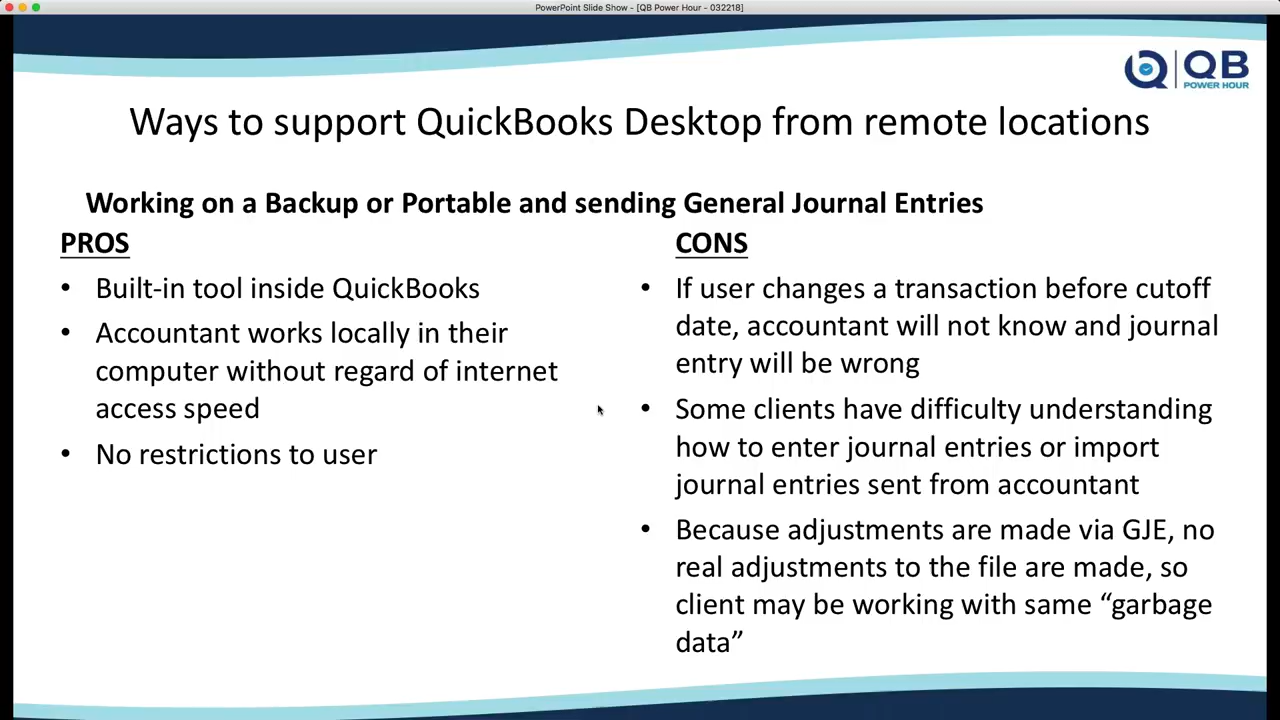 PowerPoint Slide Show - [QB Power Hour - 032218]
QB
POWER HOUR
Ways to support QuickBooks Desktop from remote locations
Working on a Backup or Portable and sending General Journal Entries
PROS
• Built-in tool inside QuickBooks
• Accountant works locally in their
computer without regard of internet
access speed
• No restrictions to user
CONS
• If user changes a transaction before cutoff
date, accountant will not know and journal
entry will be wrong
• Some clients have difficulty understanding
how to enter journal entries or import
journal entries sent from accountant
• Because adjustments are made via GJE, no
real adjustments to the file are made, so
client may be working with same “garbage
data”